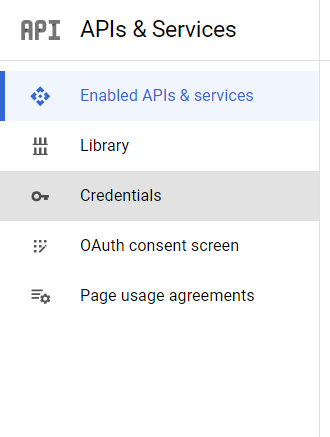 API APIs & Services
Enabled APIs & services
Library
Credentials
OAuth consent screen
Page usage agreements